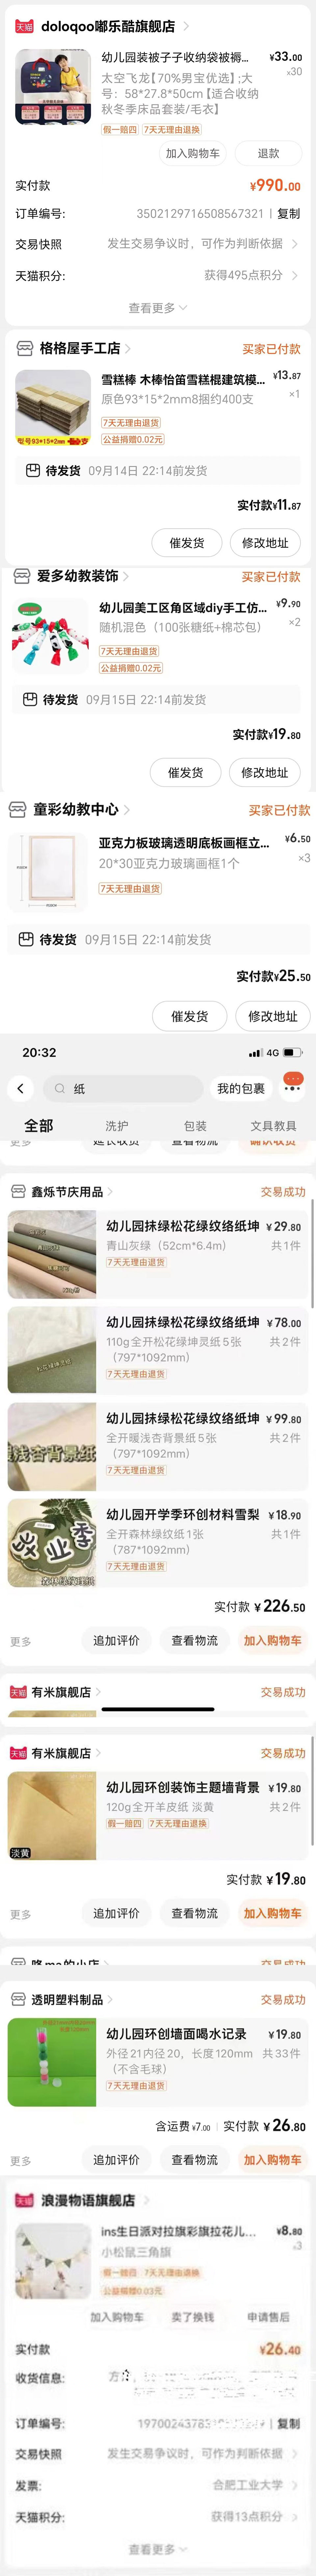 天猫 doloqoo嘟乐酷旗舰店
幼儿园装被子子收纳袋被褥... ¥33.00
太空飞龙【70%男宝优选】;大 ×30
号：58*27.8*50cm【适合收纳
秋冬季床品套装/毛衣】
假一赔四 7天无理由退换
加入购物车 退款
实付款 ¥990.00
订单编号: 3502129716508567321 | 复制
交易快照 发生交易争议时，可作为判断依据
天猫积分: 获得495点积分
查看更多
格格屋手工店 买家已付款
雪糕棒 木棒怡笛雪糕棍建筑模... ¥13.87
原色93*15*2mm8捆约400支 ×1
7天无理由退货
公益捐赠0.02元
待发货 09月14日 22:14前发货
实付款¥11.87
催发货 修改地址
爱多幼教装饰 买家已付款
幼儿园美工区角区域diy手工仿... ¥9.90
随机混色（100张糖纸+棉芯包） ×2
7天无理由退货
公益捐赠0.02元
待发货 09月15日 22:14前发货
实付款¥19.80
催发货 修改地址
童彩幼教中心 买家已付款
亚克力板玻璃透明底板画框立... ¥6.50
20*30亚克力玻璃画框1个 ×3
7天无理由退货
待发货 09月15日 22:14前发货
实付款¥25.50
催发货 修改地址
20:32 4G
纸 我的包裹
全部 洗护 包装 文具教具
更多 延长收货 查看物流 确认收货
鑫烁节庆用品 交易成功
幼儿园抹绿松花绿纹络纸坤 ¥29.80
青山灰绿（52cm*6.4m） 共1件
7天无理由退货
幼儿园抹绿松花绿纹络纸坤 ¥78.00
110g全开松花绿坤灵纸5张 共2件
（797*1092mm）
7天无理由退货
松花绿坤灵纸
幼儿园抹绿松花绿纹络纸坤 ¥99.80
全开暖浅杏背景纸5张 共2件
（797*1092mm）
7天无理由退货
暖浅杏背景纸
幼儿园开学季环创材料雪梨 ¥18.90
全开森林绿纹纸1张 共1件
（787*1092mm）
7天无理由退货
实付款 ¥226.50
更多 追加评价 查看物流 加入购物车
天猫 有米旗舰店 交易成功
天猫 有米旗舰店 交易成功
幼儿园环创装饰主题墙背景 ¥19.80
120g全开羊皮纸 淡黄 共2件
假一赔四 7天无理由退换
淡黄
实付款 ¥19.80
更多 追加评价 查看物流 加入购物车
透明塑料制品 交易成功
幼儿园环创墙面喝水记录 ¥19.80
外径21内径20，长度120mm 共33件
（不含毛球）
7天无理由退货
含运费¥7.00 | 实付款 ¥26.80
更多 追加评价 查看物流 加入购物车
天猫 浪漫物语旗舰店
ins生日派对拉旗彩旗拉花儿... ¥8.80
小松鼠三角旗 ×3
假一赔四 7天无理由退换
公益捐赠0.03元
加入购物车 卖了换钱 申请售后
实付款 ¥26.40
收货信息:
订单编号: | 复制
交易快照 发生交易争议时，可作为判断依据
发票: 合肥工业大学
天猫积分: 获得13点积分
查看更多